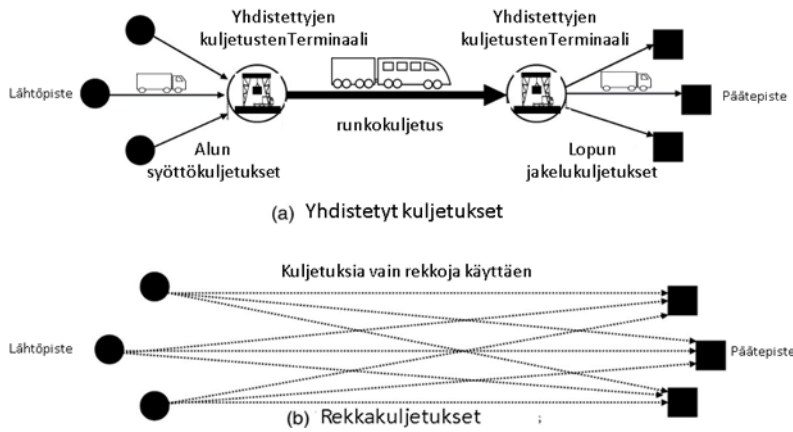 Yhdistettyjen
kuljetustenTerminaali
Yhdistettyjen
kuljetustenTerminaali
Lähtöpiste
Päätepiste
runkokuljetus
Alun
syöttökuljetukset
Lopun
jakelukuljetukset
(a) Yhdistetyt kuljetukset
Kuljetuksia vain rekkoja käyttäen
Lähtöpiste
Päätepiste
(b) Rekkakuljetukset ;